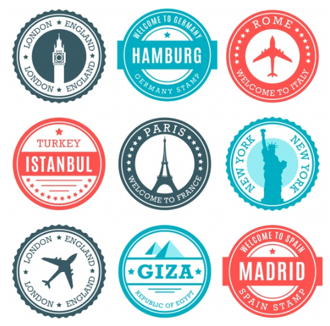 LONDON ENGLAND
LONDON ENGLAND
WELCOME TO GERMANY
HAMBURG
GERMANY STAMP
ROME
WELCOME TO ITALY
TURKEY
ISTANBUL
PARIS
WELCOME TO FRANCE
NEW YORK
NEW YORK
LONDON ENGLAND
LONDON ENGLAND
GIZA
REPUBLIC OF EGYPT
WELCOME TO SPAIN
MADRID
SPAIN STAMP